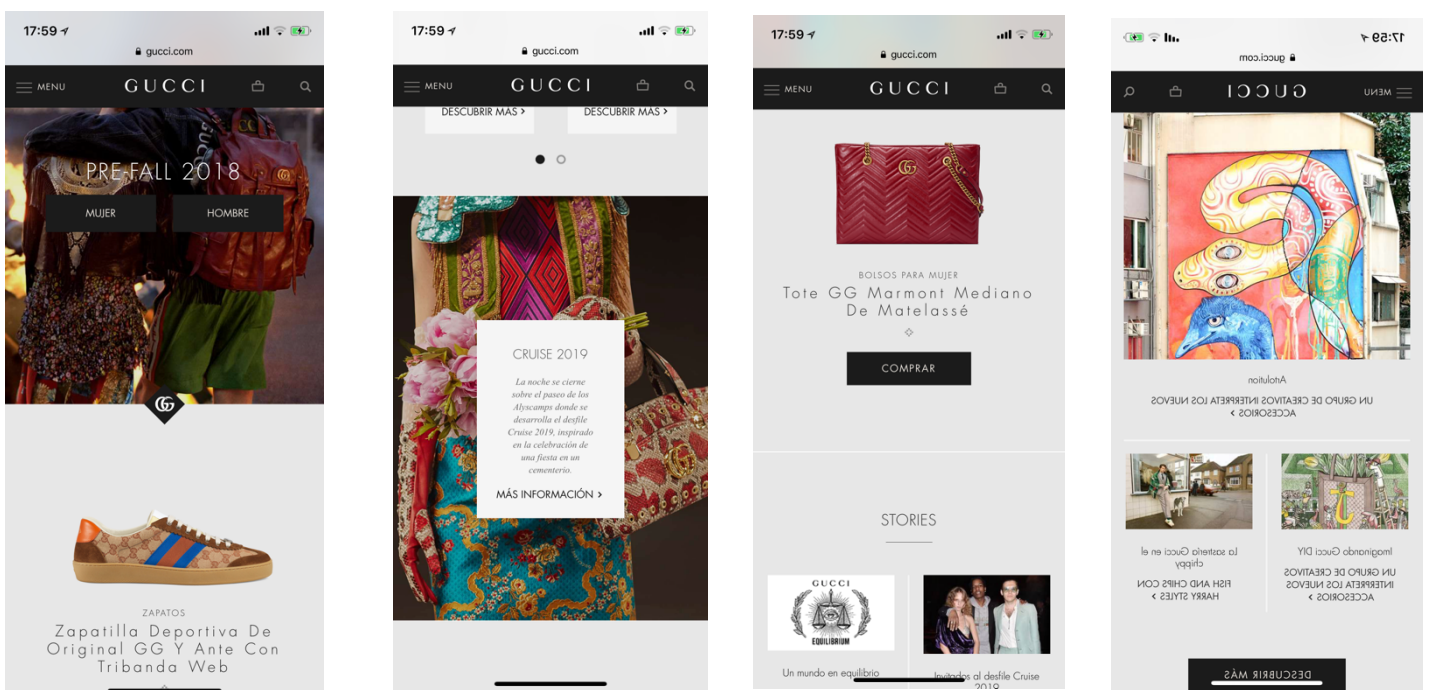 17:59
gucci.com
MENU
GUCCI
PRE-FALL 2018
MUJER
HOMBRE
ZAPATOS
Zapatilla Deportiva De
Original GG Y Ante Con
Tribanda Web
17:59
gucci.com
MENU
GUCCI
DESCUBRIR MÁS >
DESCUBRIR MÁS >
CRUISE 2019
La noche se cierne
sobre el paseo de los
Alyscamps donde se
desarrolla el desfile
Cruise 2019, inspirado
en la celebración de
una fiesta en un
cementerio.
MÁS INFORMACIÓN >
17:59
gucci.com
MENU
GUCCI
BOLSOS PARA MUJER
Tote GG Marmont Mediano
De Matelassé
COMPRAR
STORIES
GUCCI
EQUILIBRIUM
Un mundo en equilibrio
Invitados al desfile Cruise
2019
17:59
gucci.com
MENU
GUCCI
Artolution
UN GRUPO DE CREATIVOS INTERPRETA LOS NUEVOS
ACCESORIOS >
Imaginando Gucci DIY
UN GRUPO DE CREATIVOS
INTERPRETA LOS NUEVOS
ACCESORIOS >
La sastrería Gucci en el
chippy
FISH AND CHIPS CON
HARRY STYLES >
DESCUBRIR MÁS